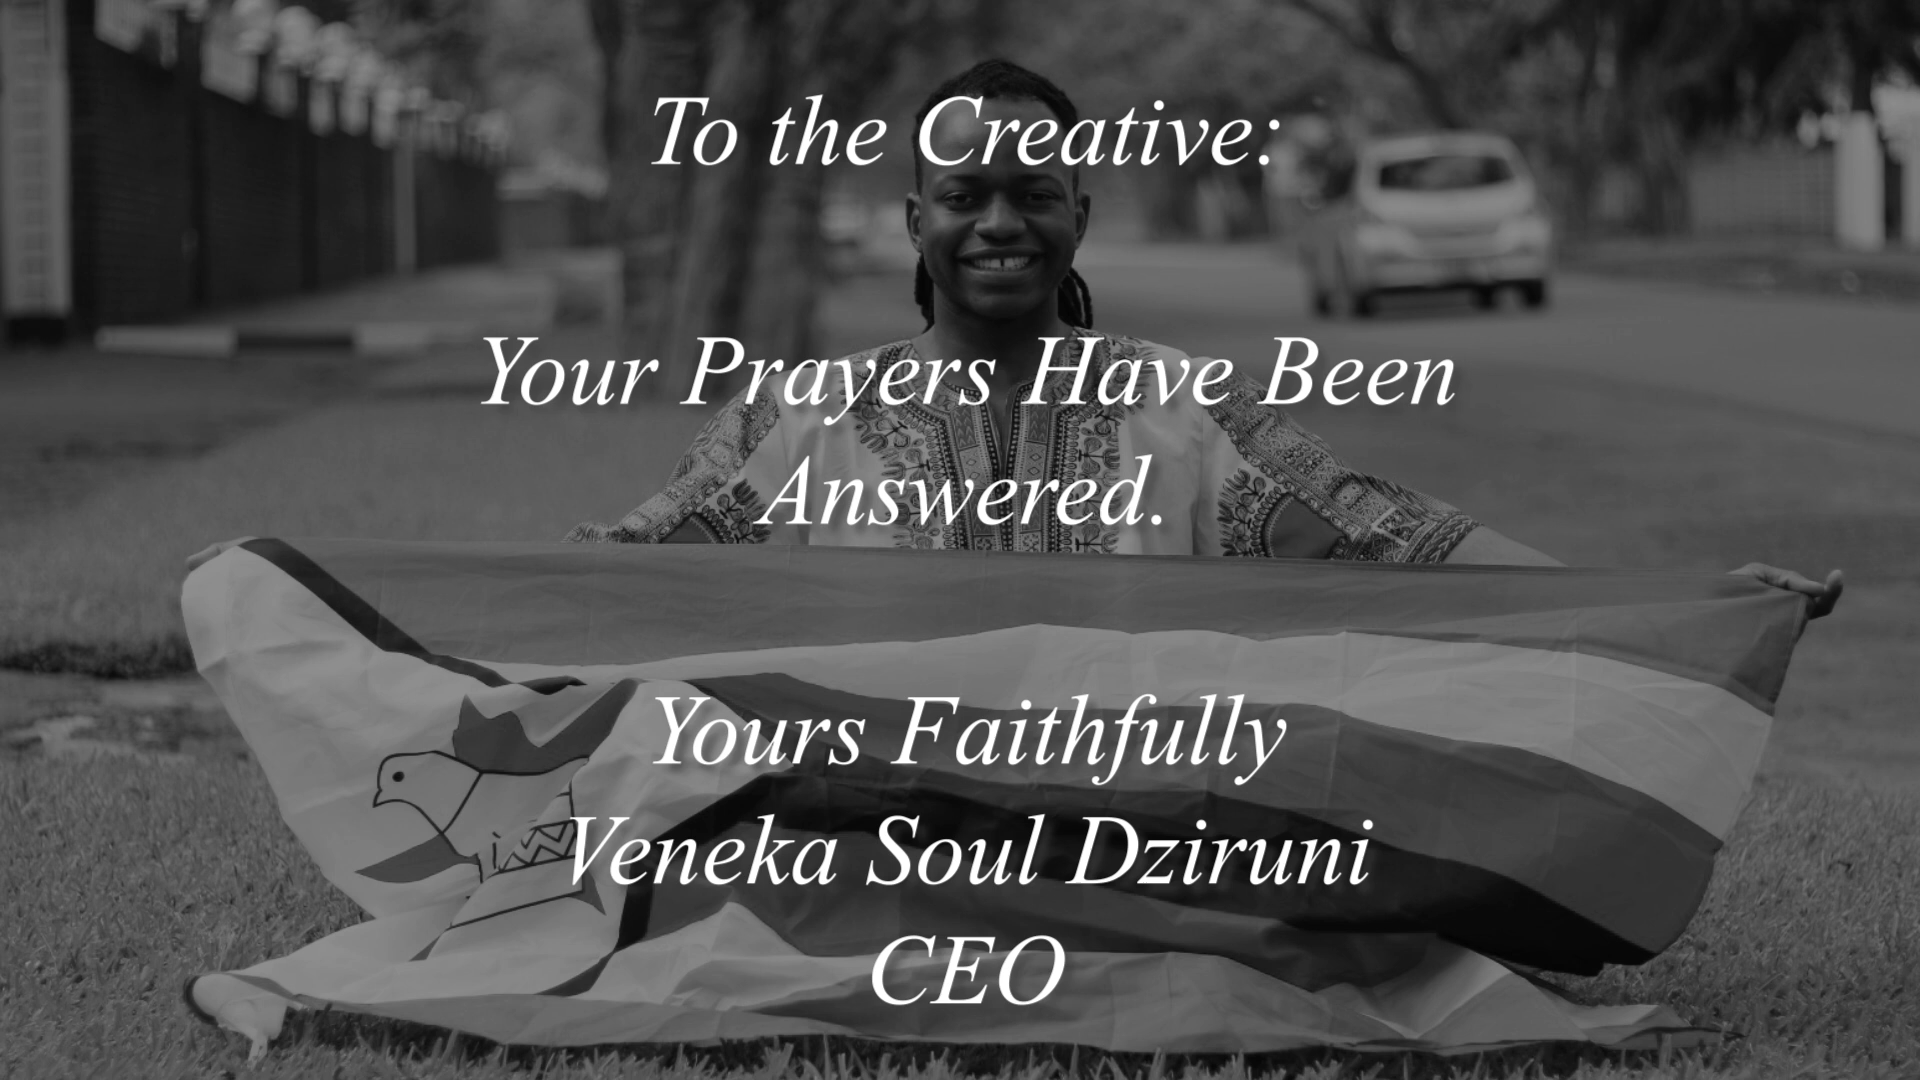 To the Creative:
Your Prayers Have Been
Answered.
Yours Faithfully
Veneka Soul Dziruni
CEO